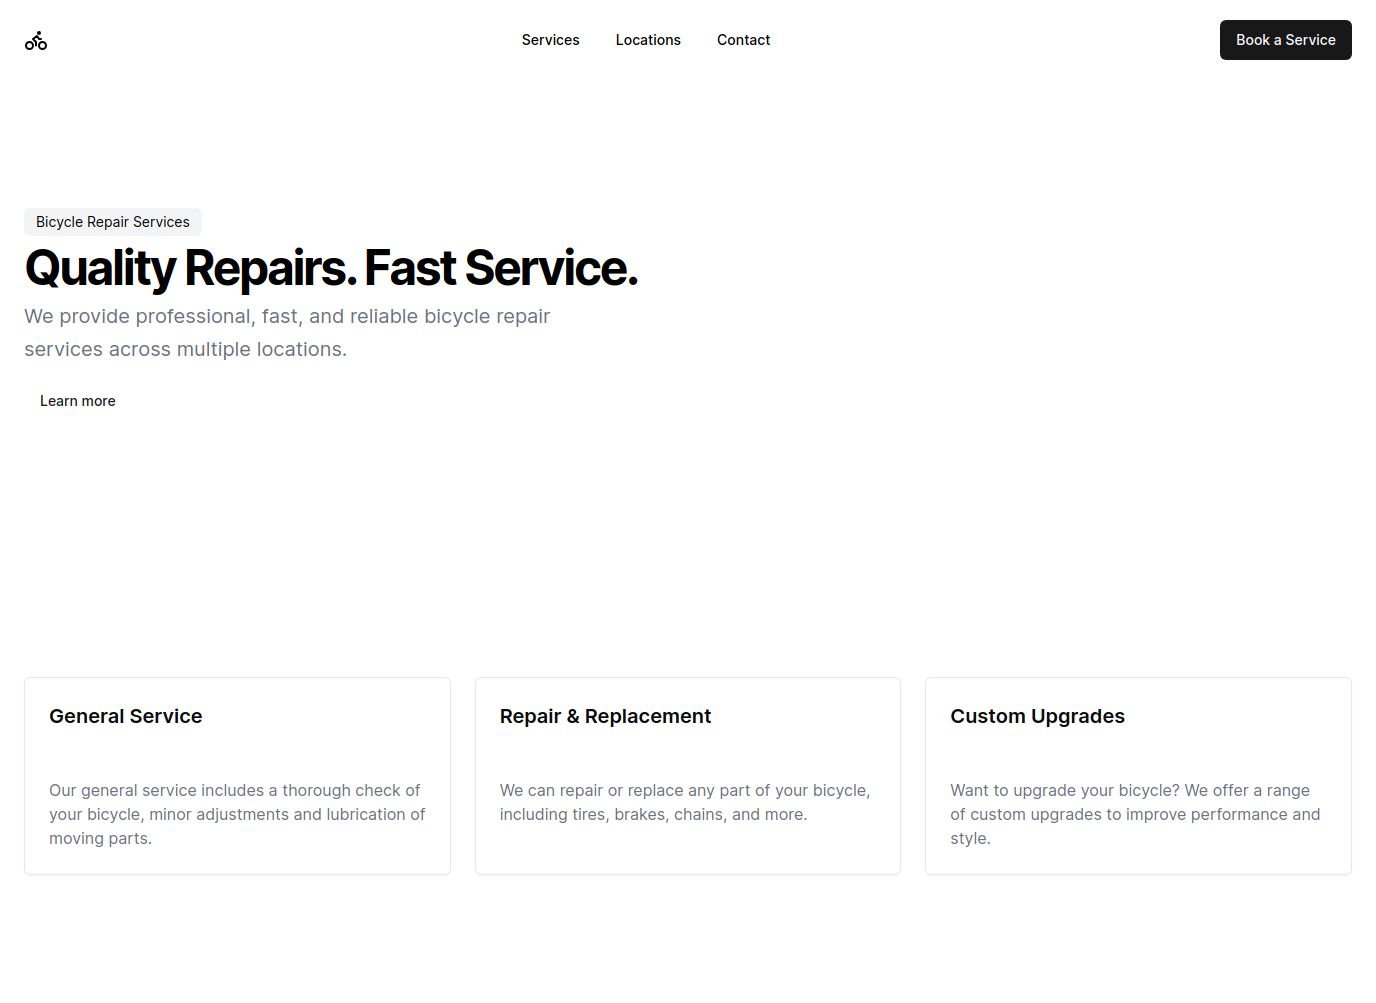 Services
Locations
Contact
Book a Service
Bicycle Repair Services
Quality Repairs. Fast Service.
We provide professional, fast, and reliable bicycle repair
services across multiple locations.
Learn more
General Service
Our general service includes a thorough check of
your bicycle, minor adjustments and lubrication of
moving parts.
Repair & Replacement
We can repair or replace any part of your bicycle,
including tires, brakes, chains, and more.
Custom Upgrades
Want to upgrade your bicycle? We offer a range
of custom upgrades to improve performance and
style.